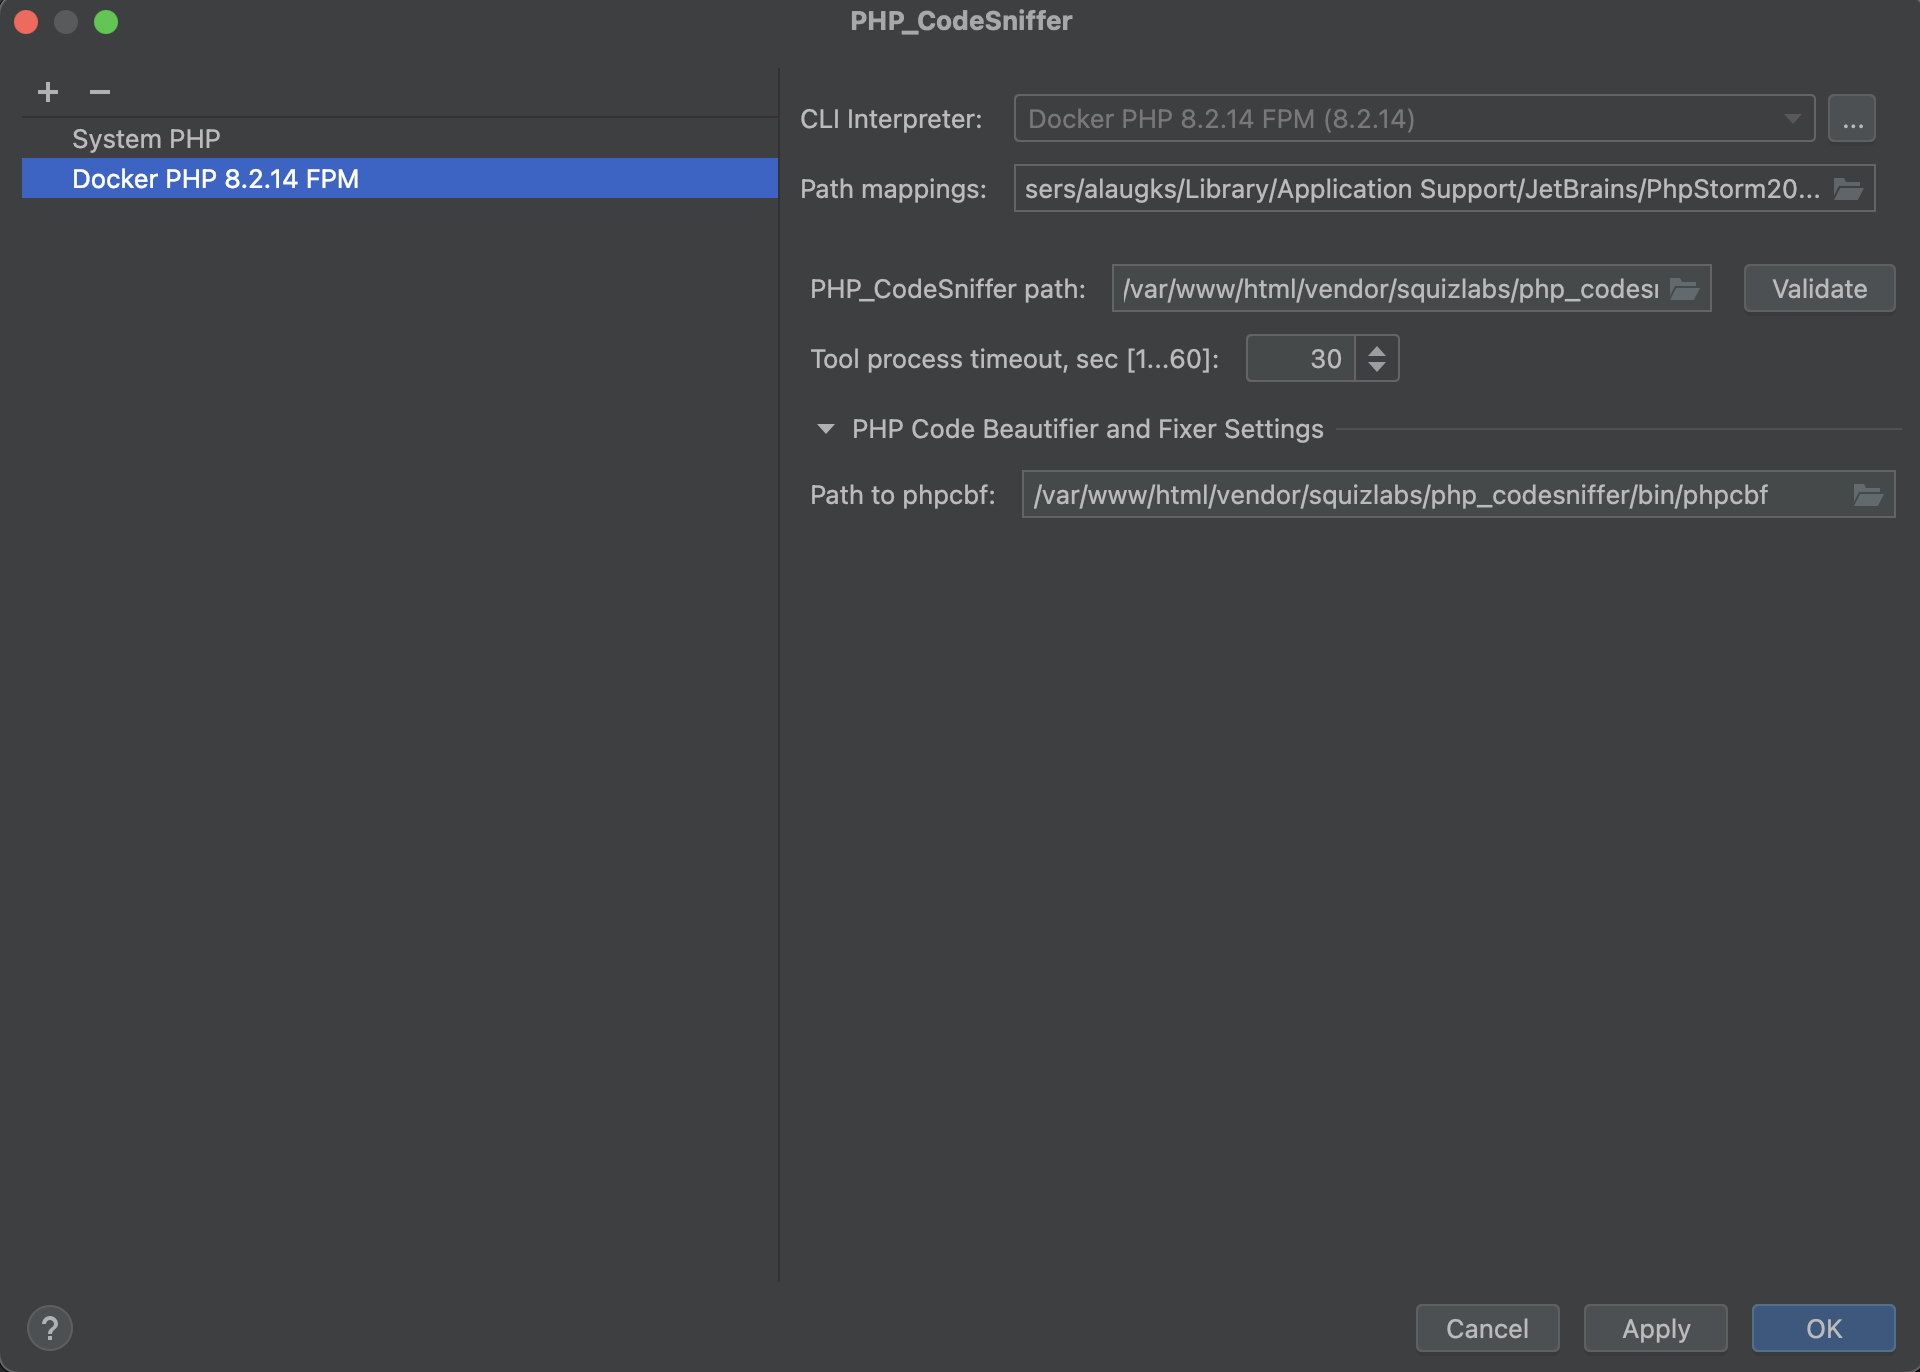 PHP_CodeSniffer
System PHP
Docker PHP 8.2.14 FPM
CLI Interpreter: Docker PHP 8.2.14 FPM (8.2.14) ...
Path mappings: sers/alaugks/Library/Application Support/JetBrains/PhpStorm20...
PHP_CodeSniffer path: /var/www/html/vendor/squizlabs/php_codes Validate
Tool process timeout, sec [1...60]: 30
PHP Code Beautifier and Fixer Settings
Path to phpcbf: /var/www/html/vendor/squizlabs/php_codesniffer/bin/phpcbf
? Cancel Apply OK